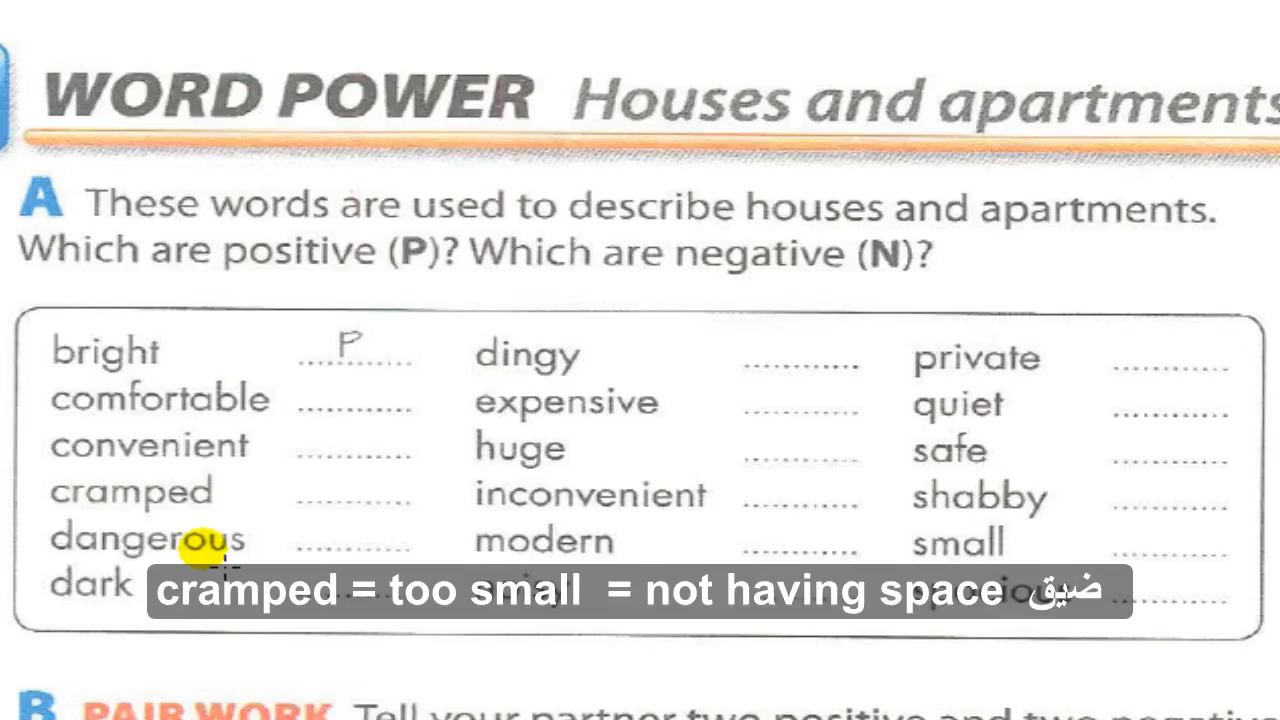 WORD POWER Houses and apartments
A These words are used to describe houses and apartments.
Which are positive (P)? Which are negative (N)?
bright P dingy private
comfortable expensive quiet
convenient huge safe
cramped inconvenient shabby
dangerous modern small
dark noisy spacious
cramped = too small = not having space ضيق
B PAIR WORK Tell your partner two positive and two negative